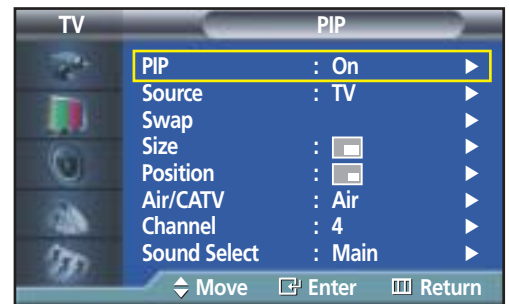 TV PIP
PIP : On
Source : TV
Swap
Size :
Position :
Air/CATV : Air
Channel : 4
Sound Select : Main
Move Enter Return